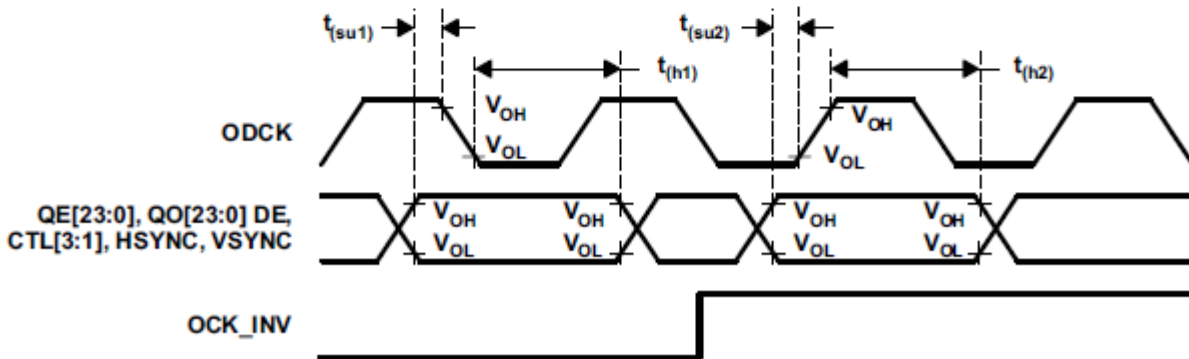 t(su1)
t(su2)
t(h1)
t(h2)
ODCK
VOH
VOL
VOH
VOL
QE[23:0], QO[23:0] DE,
CTL[3:1], HSYNC, VSYNC
VOH
VOH
VOH
VOH
VOL
VOL
VOL
VOL
OCK_INV